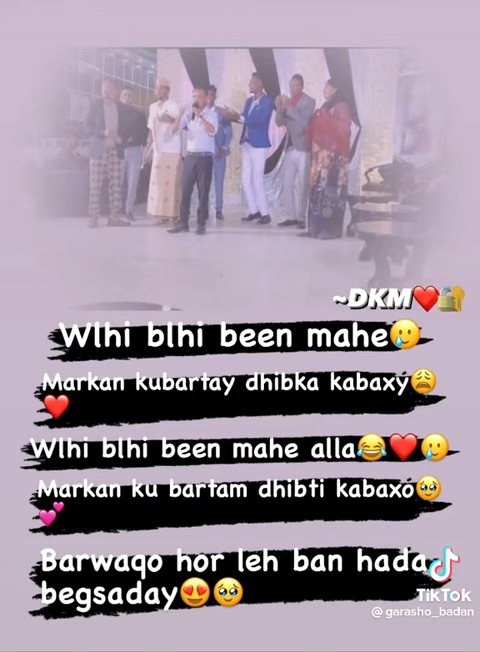 ~DKM❤️🔐
Wlhi blhi been mahe🥲
Markan kubartay dhibka kabaxy😩
❤️
Wlhi blhi been mahe alla😂❤️🥲
Markan ku bartam dhibti kabaxo🥹
💕
Barwaqo hor leh ban hada
begsaday😍🥹
TikTok
@garasho_badan